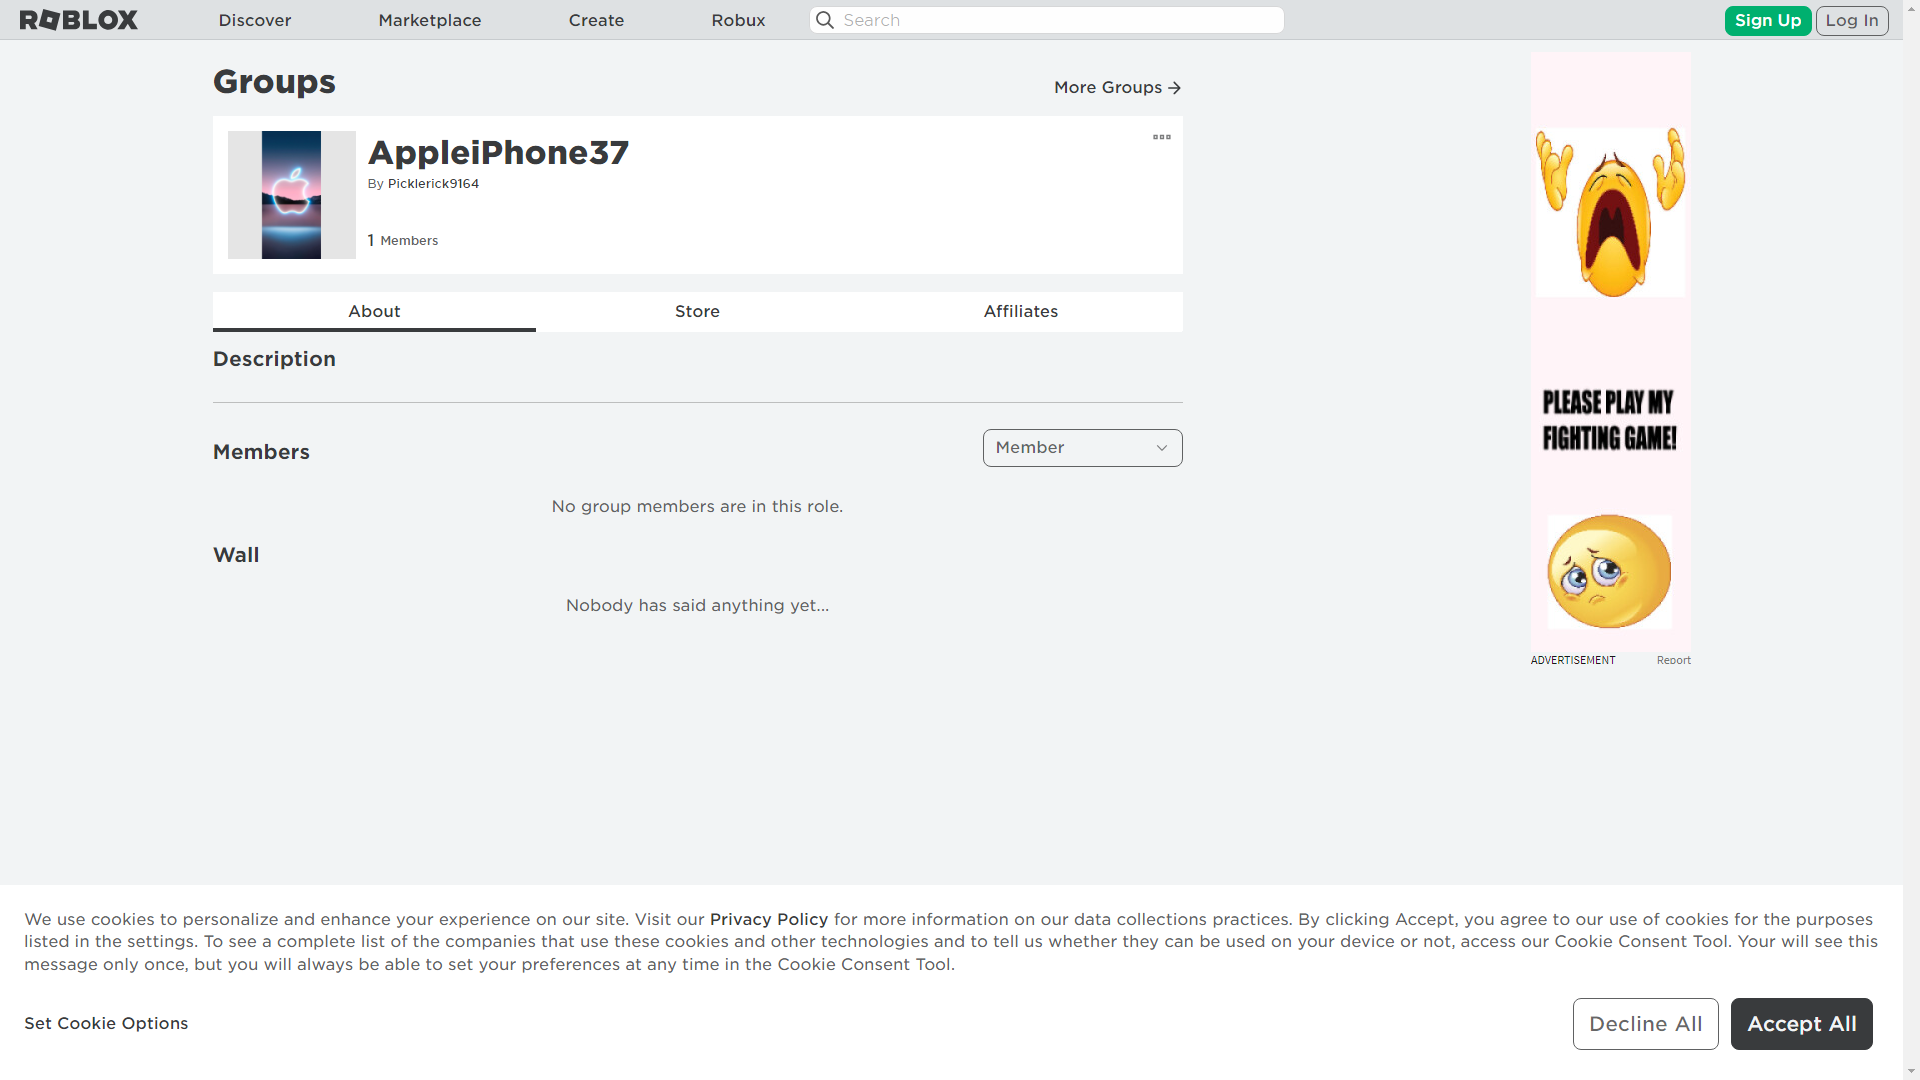 ROBLOX
Discover
Marketplace
Create
Robux
Search
Sign Up
Log In
Groups
More Groups
AppleiPhone37
By Picklerick9164
1 Members
About
Store
Affiliates
Description
Members
Member
No group members are in this role.
Wall
Nobody has said anything yet...
PLEASE PLAY MY
FIGHTING GAME!
ADVERTISEMENT
Report
We use cookies to personalize and enhance your experience on our site. Visit our Privacy Policy for more information on our data collections practices. By clicking Accept, you agree to our use of cookies for the purposes
listed in the settings. To see a complete list of the companies that use these cookies and other technologies and to tell us whether they can be used on your device or not, access our Cookie Consent Tool. Your will see this
message only once, but you will always be able to set your preferences at any time in the Cookie Consent Tool.
Set Cookie Options
Decline All
Accept All